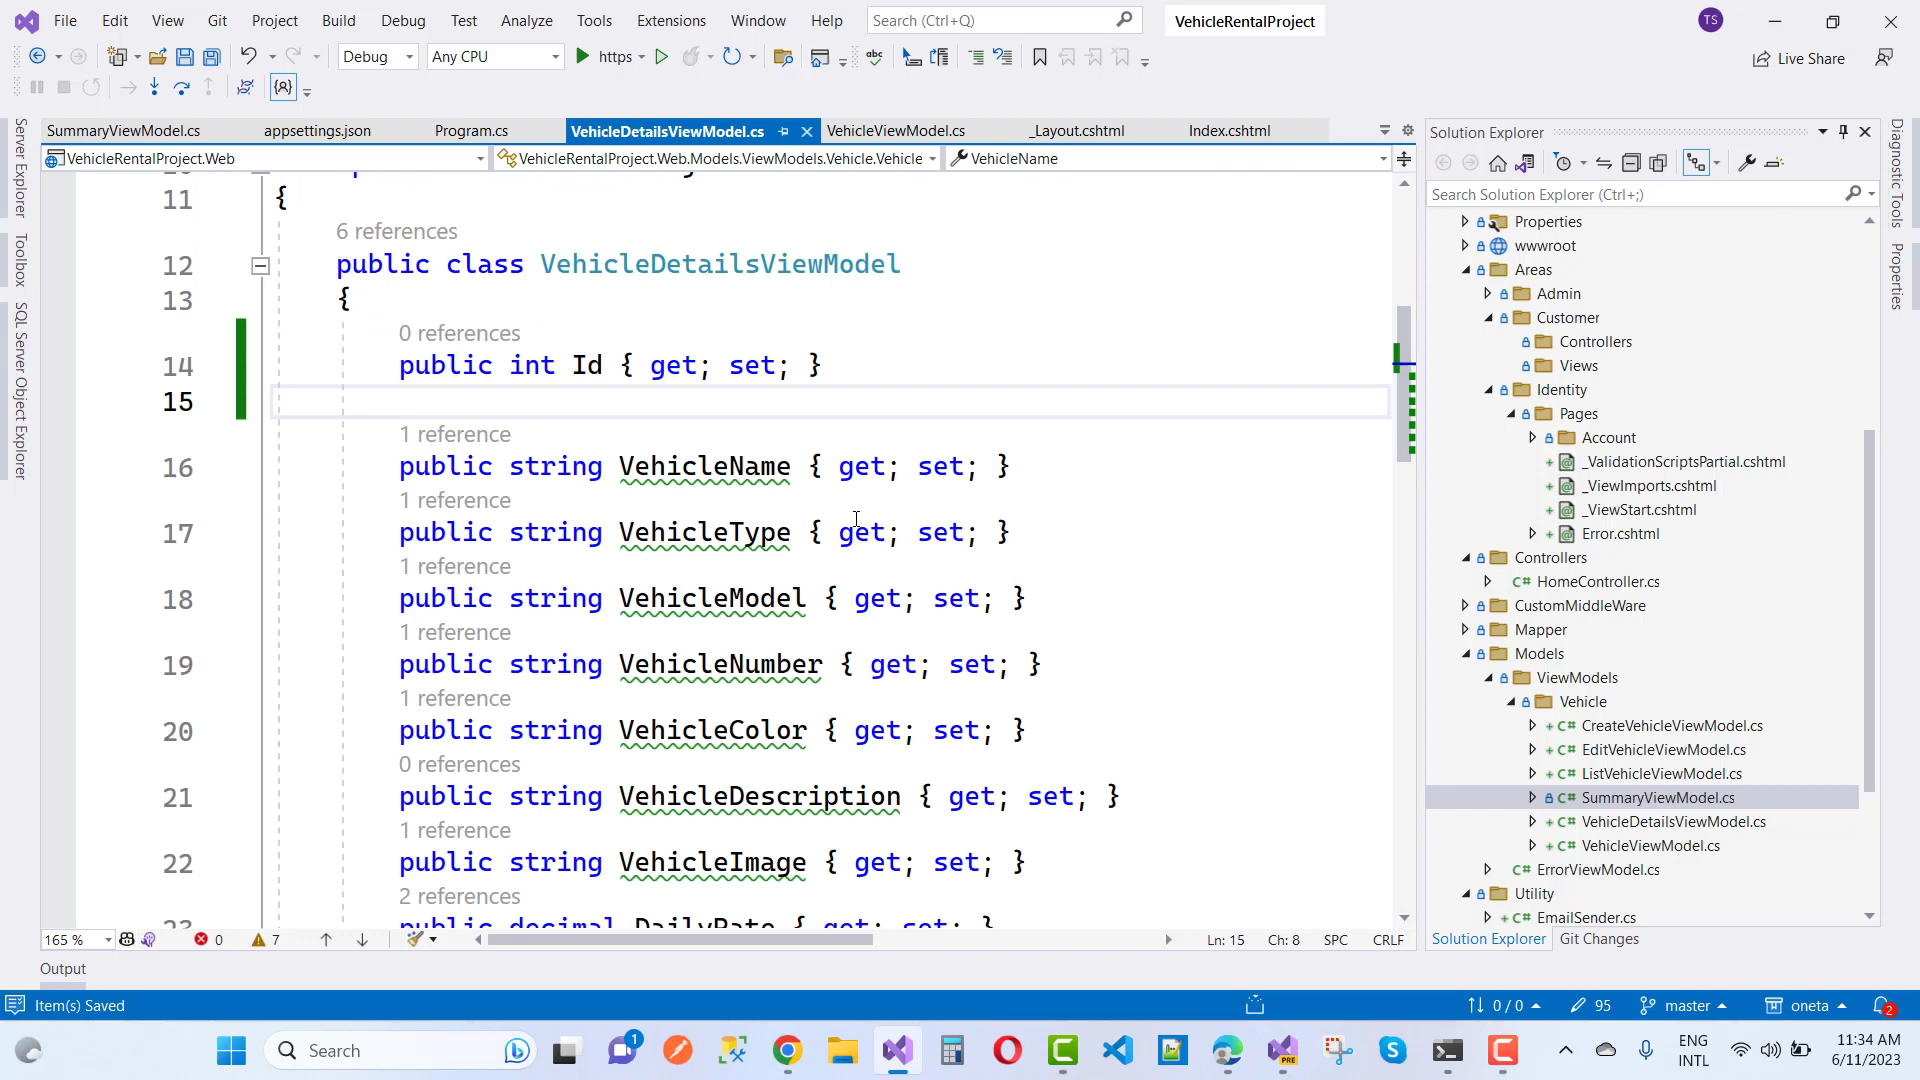 File Edit View Git Project Build Debug Test Analyze Tools Extensions Window Help Search (Ctrl+Q) VehicleRentalProject TS
Debug Any CPU https Live Share
SummaryViewModel.cs appsettings.json Program.cs VehicleDetailsViewModel.cs VehicleViewModel.cs _Layout.cshtml Index.cshtml
VehicleRentalProject.Web VehicleRentalProject.Web.Models.ViewModels.Vehicle.Vehicle VehicleName
11 {
6 references
12 public class VehicleDetailsViewModel
13 {
0 references
14 public int Id { get; set; }
15
1 reference
16 public string VehicleName { get; set; }
1 reference
17 public string VehicleType { get; set; }
1 reference
18 public string VehicleModel { get; set; }
1 reference
19 public string VehicleNumber { get; set; }
1 reference
20 public string VehicleColor { get; set; }
0 references
21 public string VehicleDescription { get; set; }
1 reference
22 public string VehicleImage { get; set; }
2 references
23 public decimal DailyRate { get; set; }
165 % 0 7 Ln: 15 Ch: 8 SPC CRLF
Server Explorer
Toolbox
SQL Server Object Explorer
Solution Explorer
Search Solution Explorer (Ctrl+;)
Properties
wwwroot
Areas
Admin
Customer
Controllers
Views
Identity
Pages
Account
_ValidationScriptsPartial.cshtml
_ViewImports.cshtml
_ViewStart.cshtml
Error.cshtml
Controllers
C# HomeController.cs
CustomMiddleWare
Mapper
Models
ViewModels
Vehicle
C# CreateVehicleViewModel.cs
C# EditVehicleViewModel.cs
C# ListVehicleViewModel.cs
C# SummaryViewModel.cs
C# VehicleDetailsViewModel.cs
C# VehicleViewModel.cs
C# ErrorViewModel.cs
Utility
C# EmailSender.cs
Solution Explorer Git Changes
Diagnostic Tools
Properties
Output
Item(s) Saved 0 / 0 95 master oneta 2
Search 1 PRE ENG INTL 11:34 AM 6/11/2023